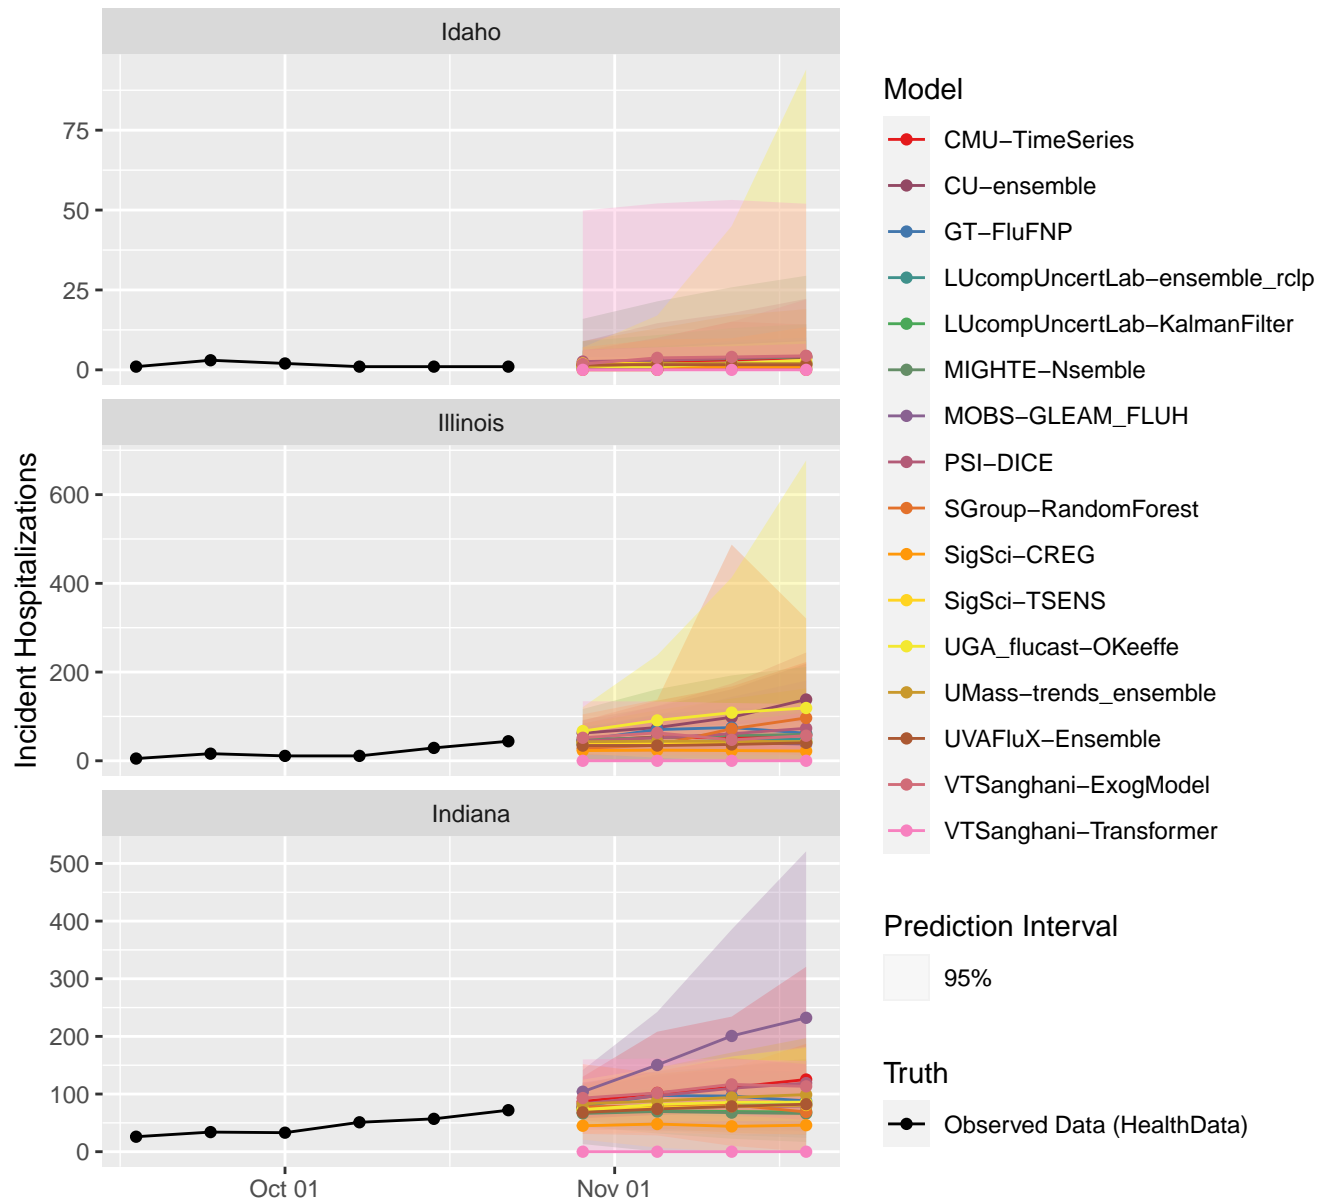 Idaho
75
50
25
0
Illinois
600
400
200
0
Indiana
500
400
300
200
100
0
Oct 01
Nov 01
Incident Hospitalizations
Model
CMU−TimeSeries
CU−ensemble
GT−FluFNP
LUcompUncertLab−ensemble_rclp
LUcompUncertLab−KalmanFilter
MIGHTE−Nsemble
MOBS−GLEAM_FLUH
PSI−DICE
SGroup−RandomForest
SigSci−CREG
SigSci−TSENS
UGA_flucast−OKeeffe
UMass−trends_ensemble
UVAFluX−Ensemble
VTSanghani−ExogModel
VTSanghani−Transformer
Prediction Interval
95%
Truth
Observed Data (HealthData)